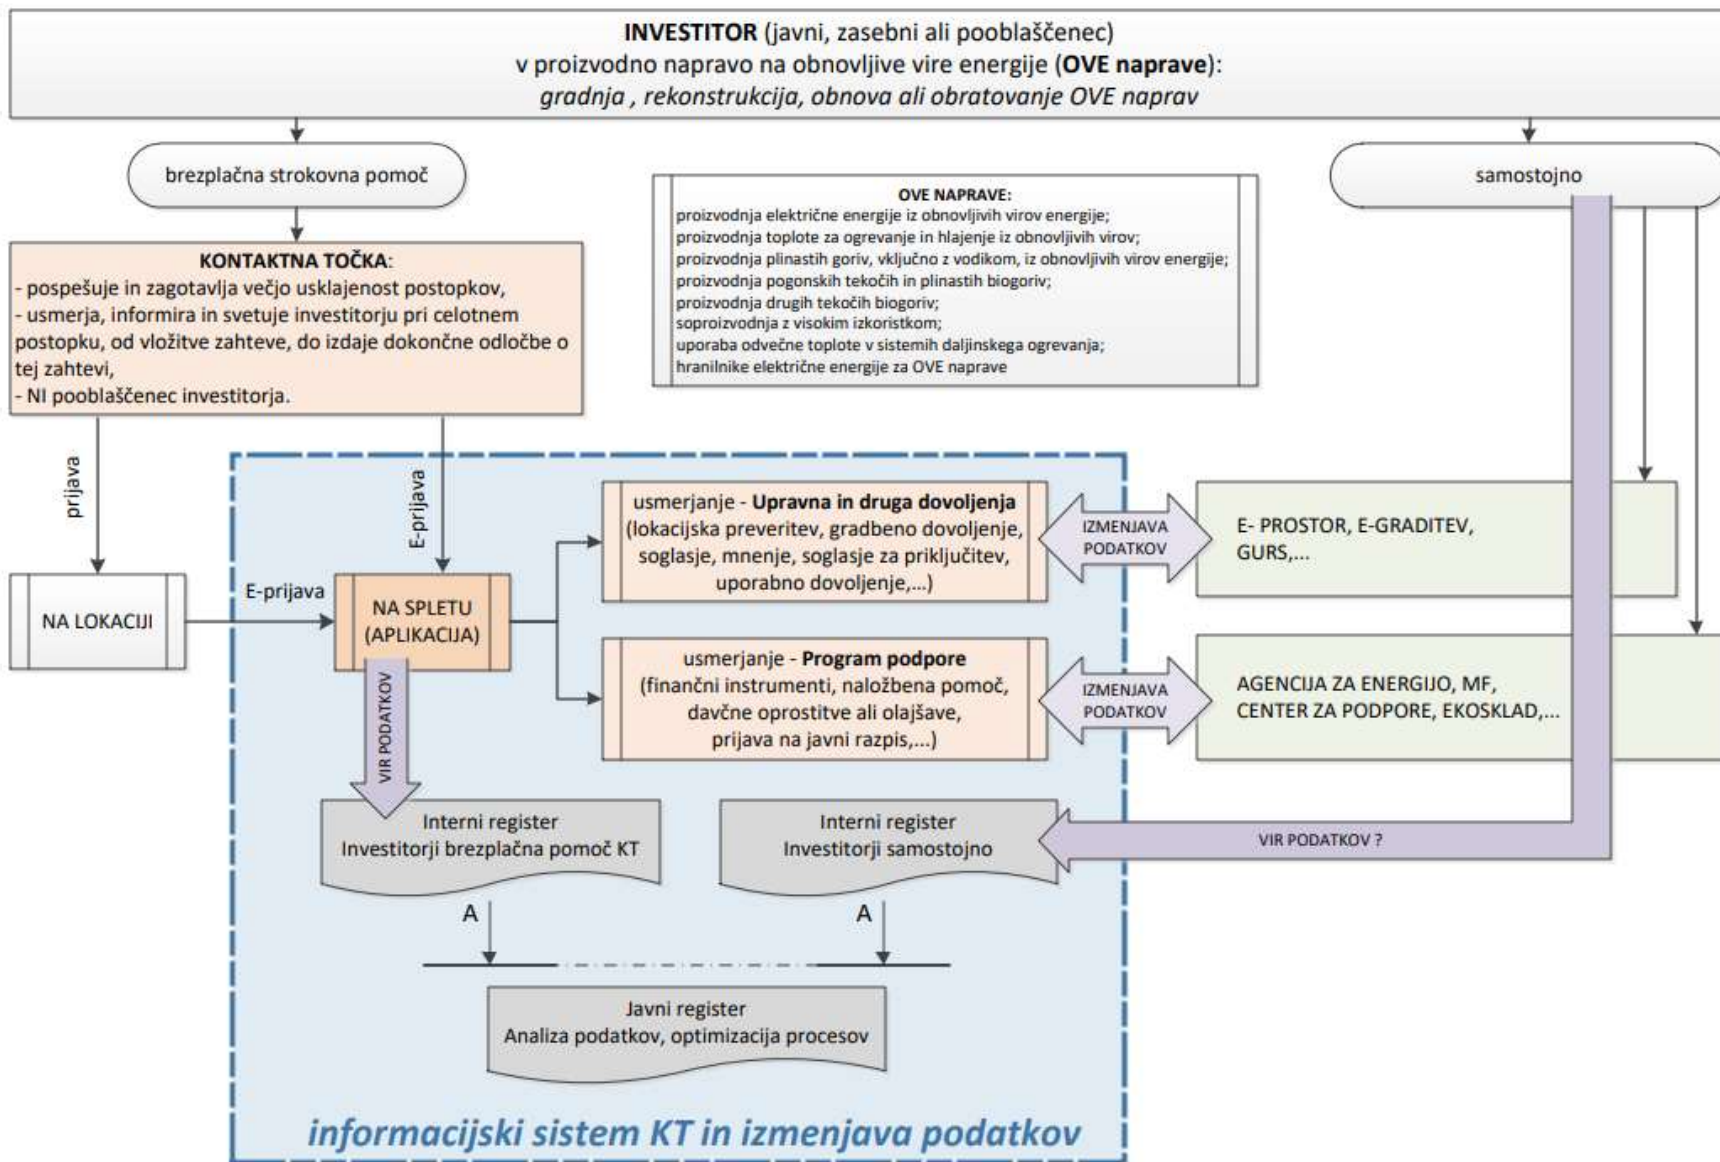 INVESTITOR (javni, zasebni ali pooblaščenec)
v proizvodno napravo na obnovljive vire energije (OVE naprave):
gradnja , rekonstrukcija, obnova ali obratovanje OVE naprav
brezplačna strokovna pomoč
samostojno
OVE NAPRAVE:
proizvodnja električne energije iz obnovljivih virov energije;
proizvodnja toplote za ogrevanje in hlajenje iz obnovljivih virov;
proizvodnja plinastih goriv, vključno z vodikom, iz obnovljivih virov energije;
proizvodnja pogonskih tekočih in plinastih biogoriv;
proizvodnja drugih tekočih biogoriv;
soproizvodnja z visokim izkoristkom;
uporaba odvečne toplote v sistemih daljinskega ogrevanja;
hranilnike električne energije za OVE naprave
KONTAKTNA TOČKA:
- pospešuje in zagotavlja večjo usklajenost postopkov,
- usmerja, informira in svetuje investitorju pri celotnem
postopku, od vložitve zahteve, do izdaje dokončne odločbe o
tej zahtevi,
- NI pooblaščenec investitorja.
prijava
E-prijava
NA LOKACIJI
E-prijava
NA SPLETU
(APLIKACIJA)
usmerjanje - Upravna in druga dovoljenja
(lokacijska preveritev, gradbeno dovoljenje,
soglasje, mnenje, soglasje za priključitev,
uporabno dovoljenje,...)
IZMENJAVA
PODATKOV
E- PROSTOR, E-GRADITEV,
GURS,...
usmerjanje - Program podpore
(finančni instrumenti, naložbena pomoč,
davčne oprostitve ali olajšave,
prijava na javni razpis,...)
IZMENJAVA
PODATKOV
AGENCIJA ZA ENERGIJO, MF,
CENTER ZA PODPORE, EKOSKLAD,...
VIR PODATKOV
Interni register
Investitorji brezplačna pomoč KT
Interni register
Investitorji samostojno
VIR PODATKOV ?
A
A
Javni register
Analiza podatkov, optimizacija procesov
informacijski sistem KT in izmenjava podatkov